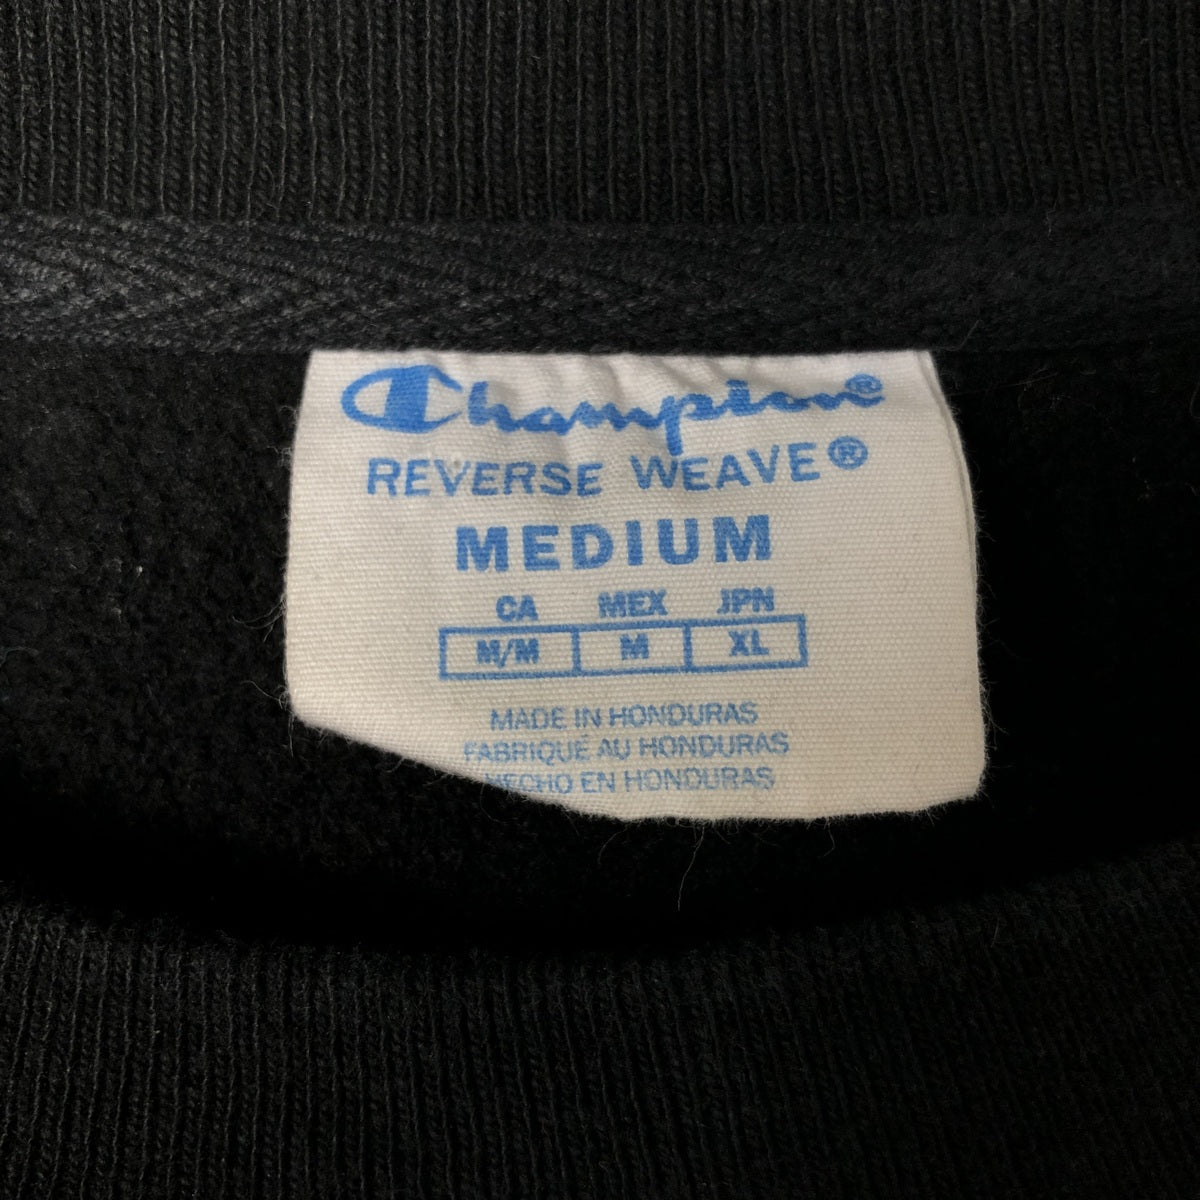 Champion®
REVERSE WEAVE®
MEDIUM
CA MEX JPN
M/M M XL
MADE IN HONDURAS
FABRIQUÉ AU HONDURAS
HECHO EN HONDURAS